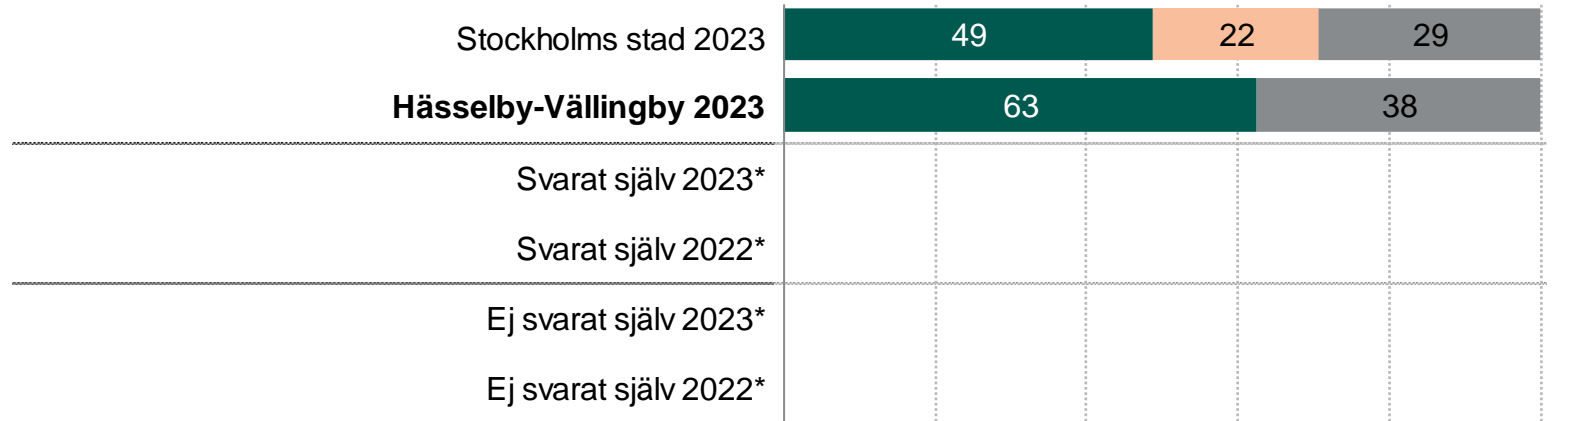 Stockholms stad 2023 49 22 29
Hässelby-Vällingby 2023 63 38
Svarat själv 2023*
Svarat själv 2022*
Ej svarat själv 2023*
Ej svarat själv 2022*